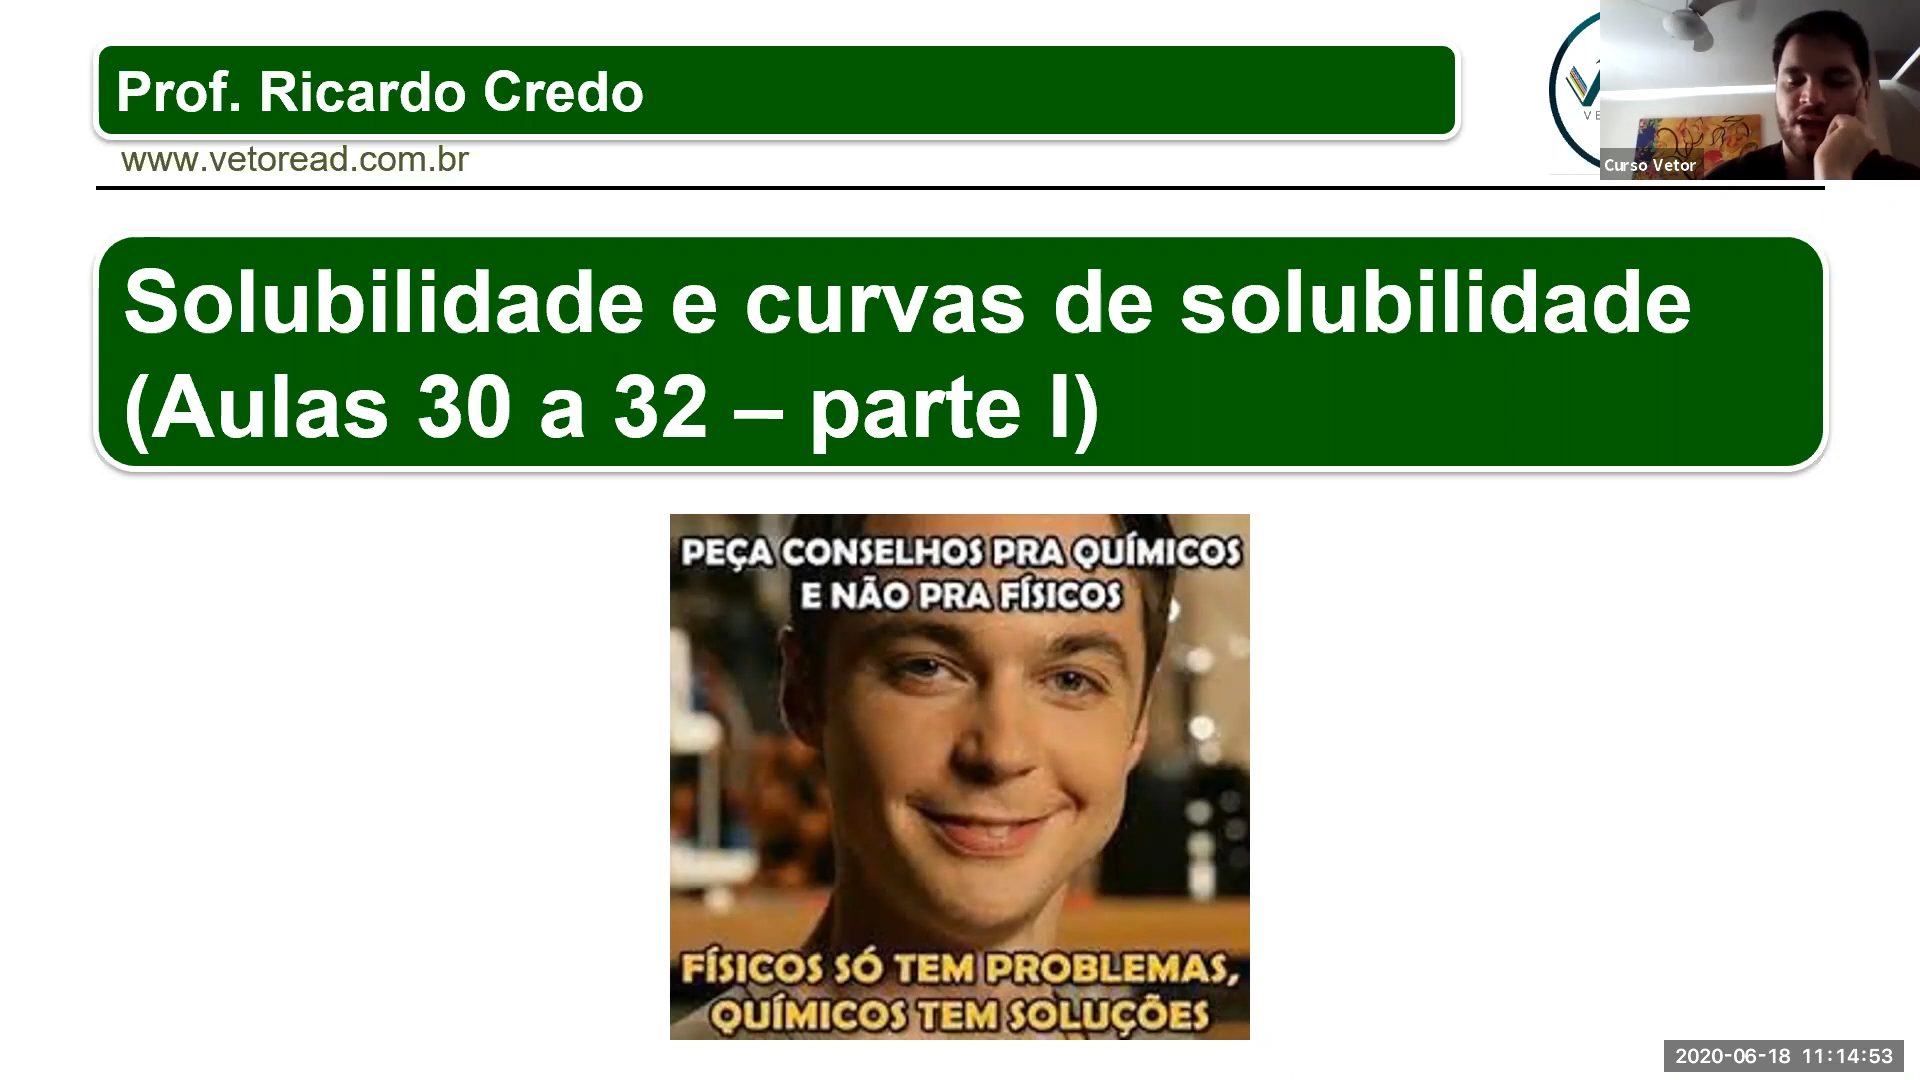 Prof. Ricardo Credo
www.vetoread.com.br
Curso Vetor
Solubilidade e curvas de solubilidade
(Aulas 30 a 32 – parte I)
PEÇA CONSELHOS PRA QUÍMICOS
E NÃO PRA FÍSICOS
FÍSICOS SÓ TEM PROBLEMAS,
QUÍMICOS TEM SOLUÇÕES
2020-06-18 11:14:53